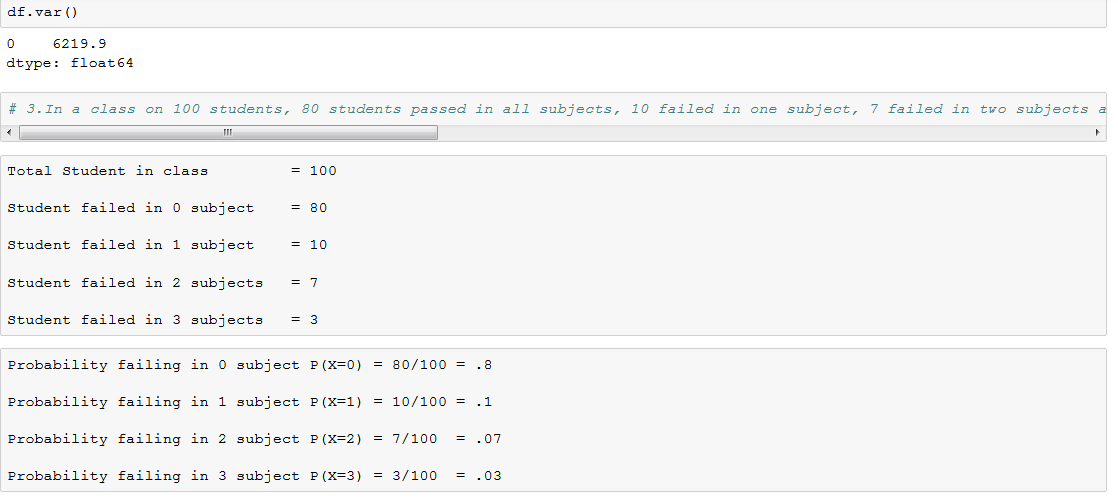 df.var()
0    6219.9
dtype: float64
# 3.In a class on 100 students, 80 students passed in all subjects, 10 failed in one subject, 7 failed in two subjects a
Total Student in class         = 100
Student failed in 0 subject    = 80
Student failed in 1 subject    = 10
Student failed in 2 subjects   = 7
Student failed in 3 subjects   = 3
Probability failing in 0 subject P(X=0) = 80/100 = .8
Probability failing in 1 subject P(X=1) = 10/100 = .1
Probability failing in 2 subject P(X=2) = 7/100  = .07
Probability failing in 3 subject P(X=3) = 3/100  = .03